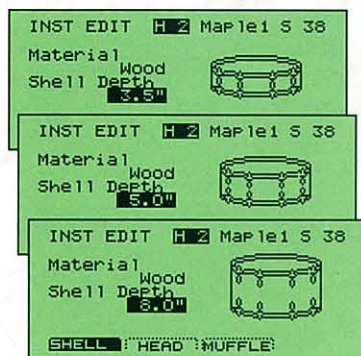 INST EDIT H 2 Maple1 S 38
Material
Wood
Shell Depth
3.5"
INST EDIT H 2 Maple1 S 38
Material
Wood
Shell Depth
5.0"
INST EDIT H 2 Maple1 S 38
Material
Wood
Shell Depth
8.0"
SHELL HEAD MUFFLE